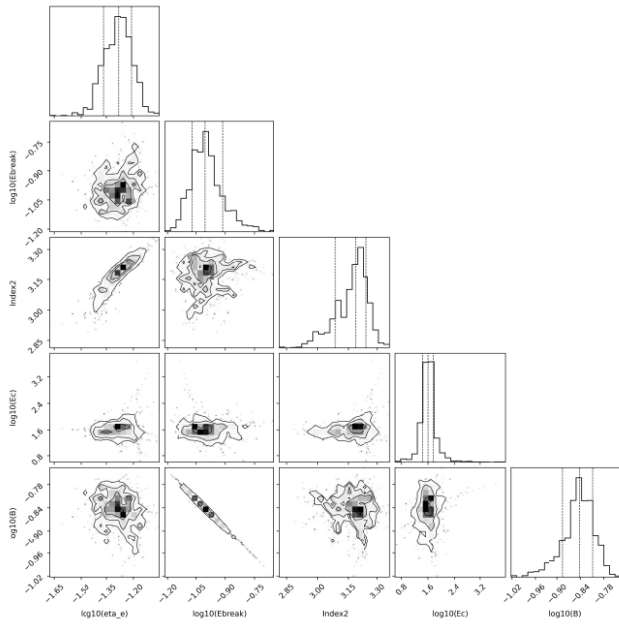 log10(Ebreak)
-0.75
-0.90
-1.05
-1.20
Index2
3.30
3.15
3.00
2.85
log10(Ec)
3.2
2.4
1.6
0.8
og10(B)
-0.78
-0.84
-0.90
-0.96
-1.02
-1.65 -1.50 -1.35 -1.20
-1.20 -1.05 -0.90 -0.75
2.85 3.00 3.15 3.30
0.8 1.6 2.4 3.2
-1.02 -0.96 -0.90 -0.84 -0.78
log10(eta_e) log10(Ebreak) Index2 log10(Ec) log10(B)